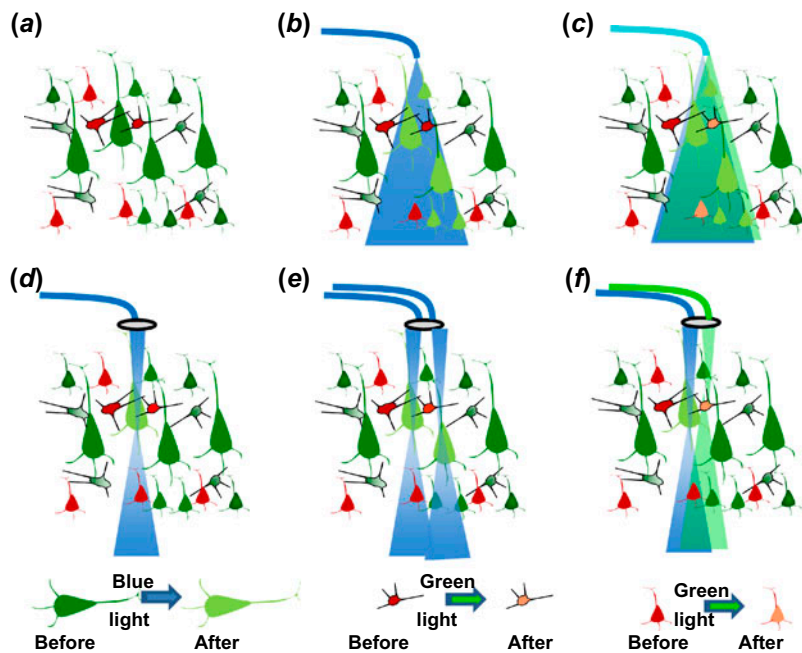 (a)
(b)
(c)
(d)
(e)
(f)
Blue
light
Before After
Green
light
Before After
Green
light
Before After